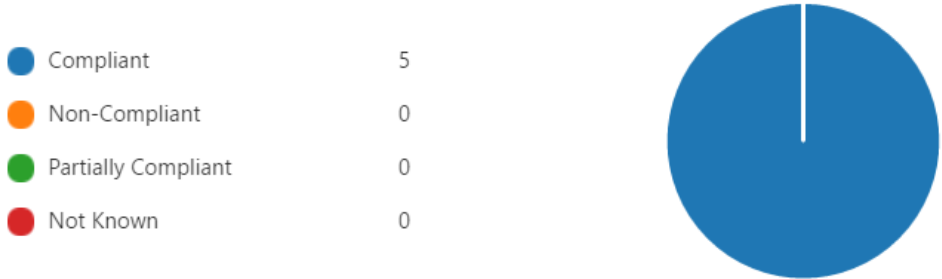 Compliant 5
Non-Compliant 0
Partially Compliant 0
Not Known 0